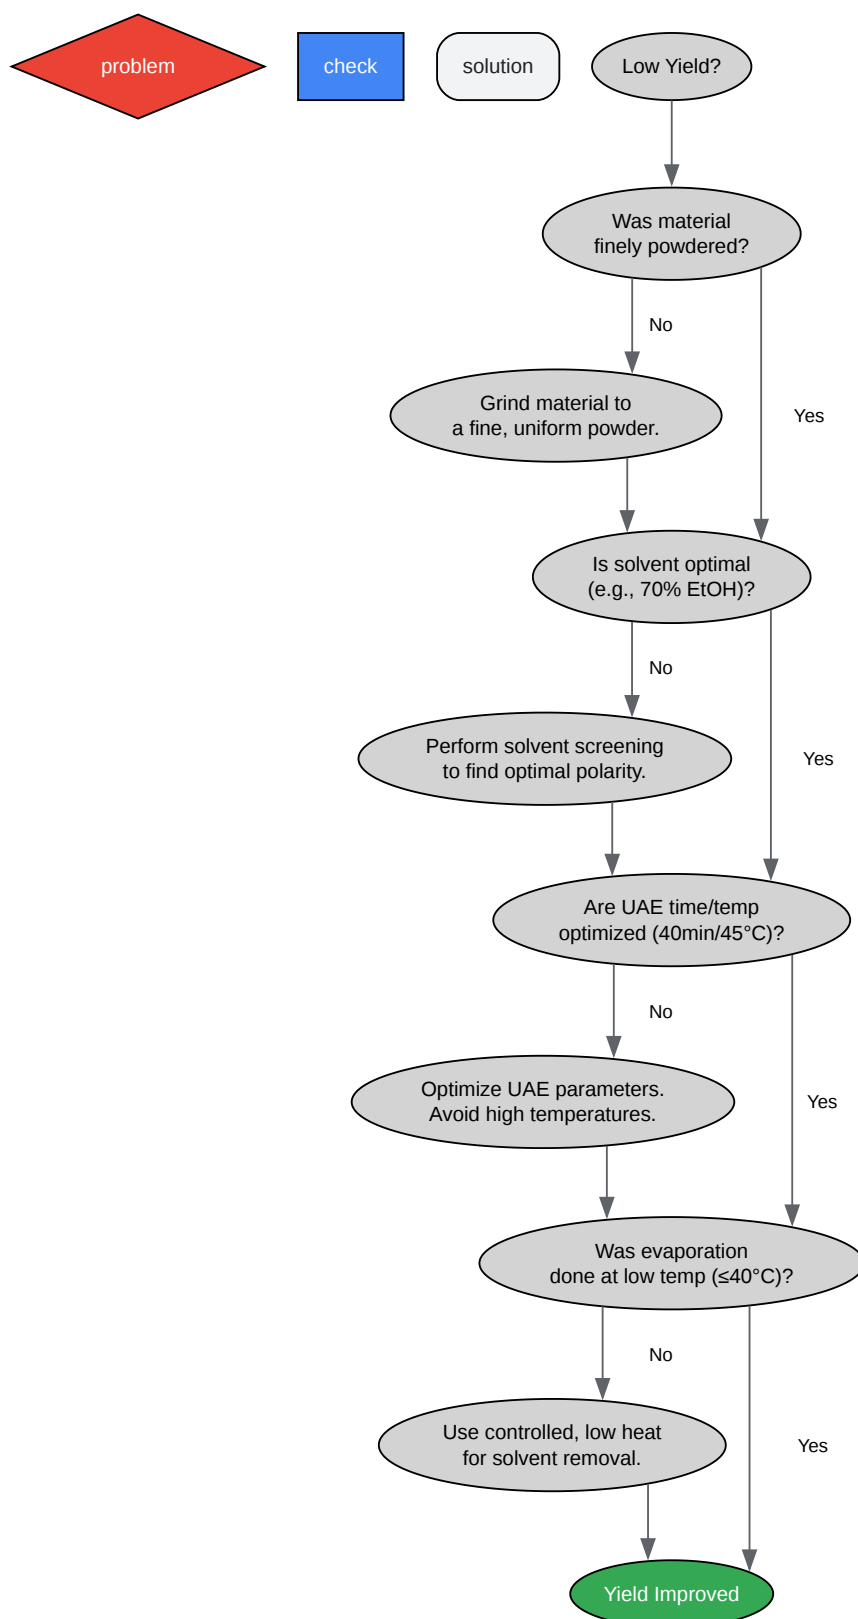 problem
check
solution
Low Yield?
Was material
finely powdered?
No
Grind material to
a fine, uniform powder.
Yes
Is solvent optimal
(e.g., 70% EtOH)?
No
Perform solvent screening
to find optimal polarity.
Yes
Are UAE time/temp
optimized (40min/45°C)?
No
Optimize UAE parameters.
Avoid high temperatures.
Yes
Was evaporation
done at low temp (≤40°C)?
No
Use controlled, low heat
for solvent removal.
Yes
Yield Improved